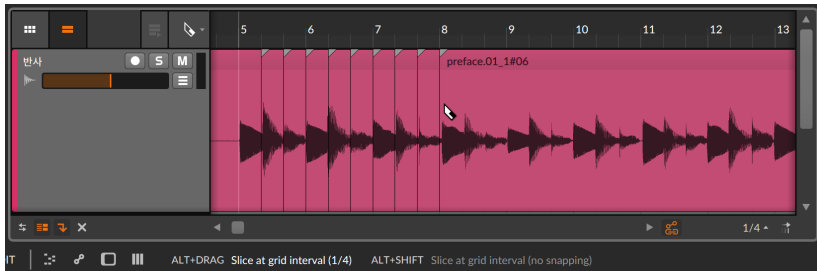 5 6 7 8 9 10 11 12 13
반사 S M
preface.01_1#06
1/4
IT ALT+DRAG Slice at grid interval (1/4) ALT+SHIFT Slice at grid interval (no snapping)